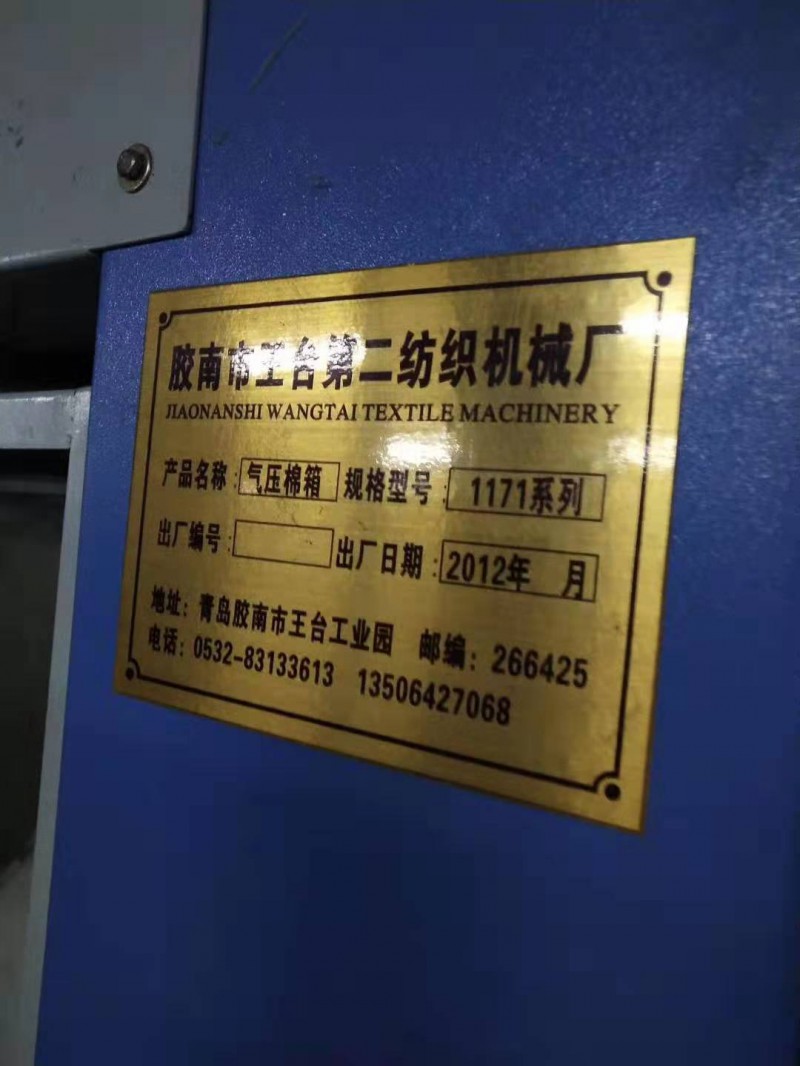 胶南市王台第二纺织机械厂
JIAONANSHI WANGTAI TEXTILE MACHINERY
产品名称：气压棉箱 规格型号：1171系列
出厂编号： 出厂日期：2012年 月
地址：青岛胶南市王台工业园 邮编：266425
电话：0532-83133613 13506427068